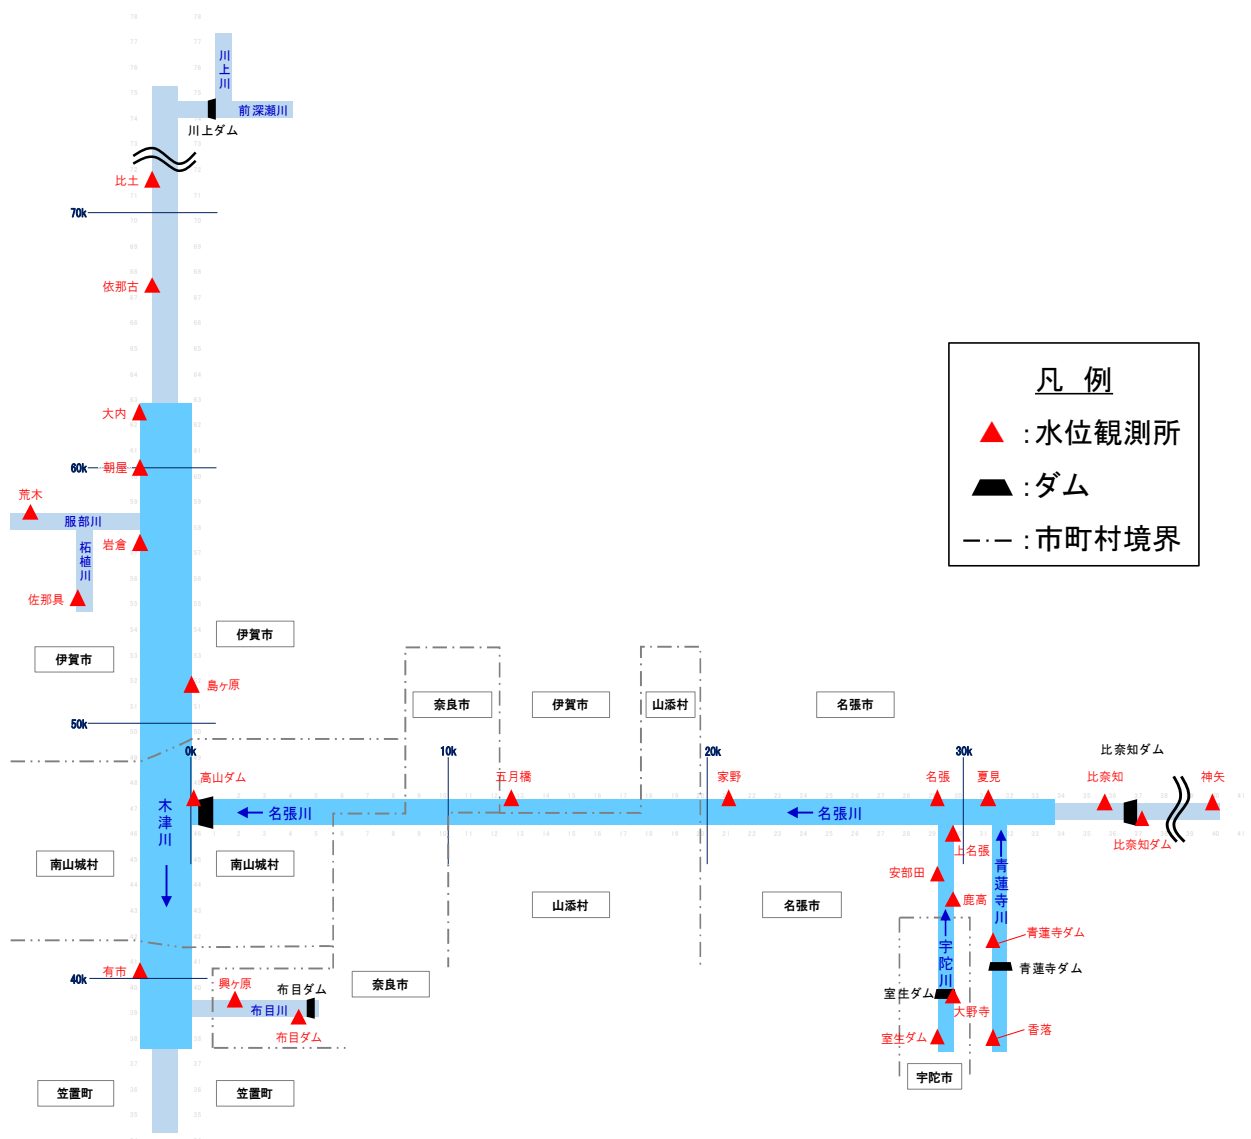 川上川
前深瀬川
川上ダム
比土
70k
依那古
凡 例
：水位観測所
：ダム
：市町村境界
大内
60k
朝屋
荒木
服部川
岩倉
柘植川
佐那具
伊賀市
伊賀市
島ヶ原
奈良市
伊賀市
山添村
名張市
50k
0k
10k
20k
30k
比奈知ダム
高山ダム
五月橋
家野
名張
夏見
比奈知
神矢
木津川
名張川
名張川
比奈知ダム
上名張
青蓮寺川
南山城村
南山城村
安部田
鹿高
山添村
名張市
宇陀川
青蓮寺ダム
有市
40k
興ヶ原
布目ダム
奈良市
青蓮寺ダム
室生ダム
大野寺
布目川
布目ダム
室生ダム
香落
宇陀市
笠置町
笠置町